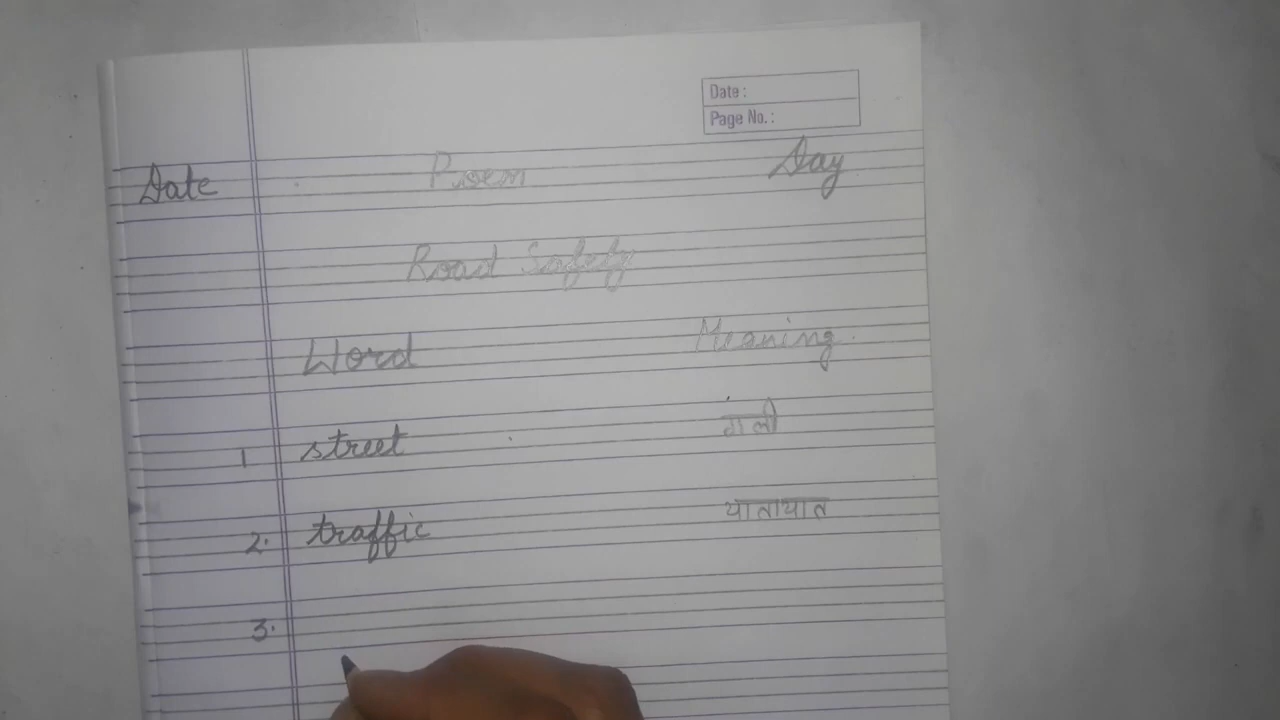 Date :
Page No. :
Date Poem Day
Road Safety
Word Meaning.
1 street गली
2. traffic यातायात
3.